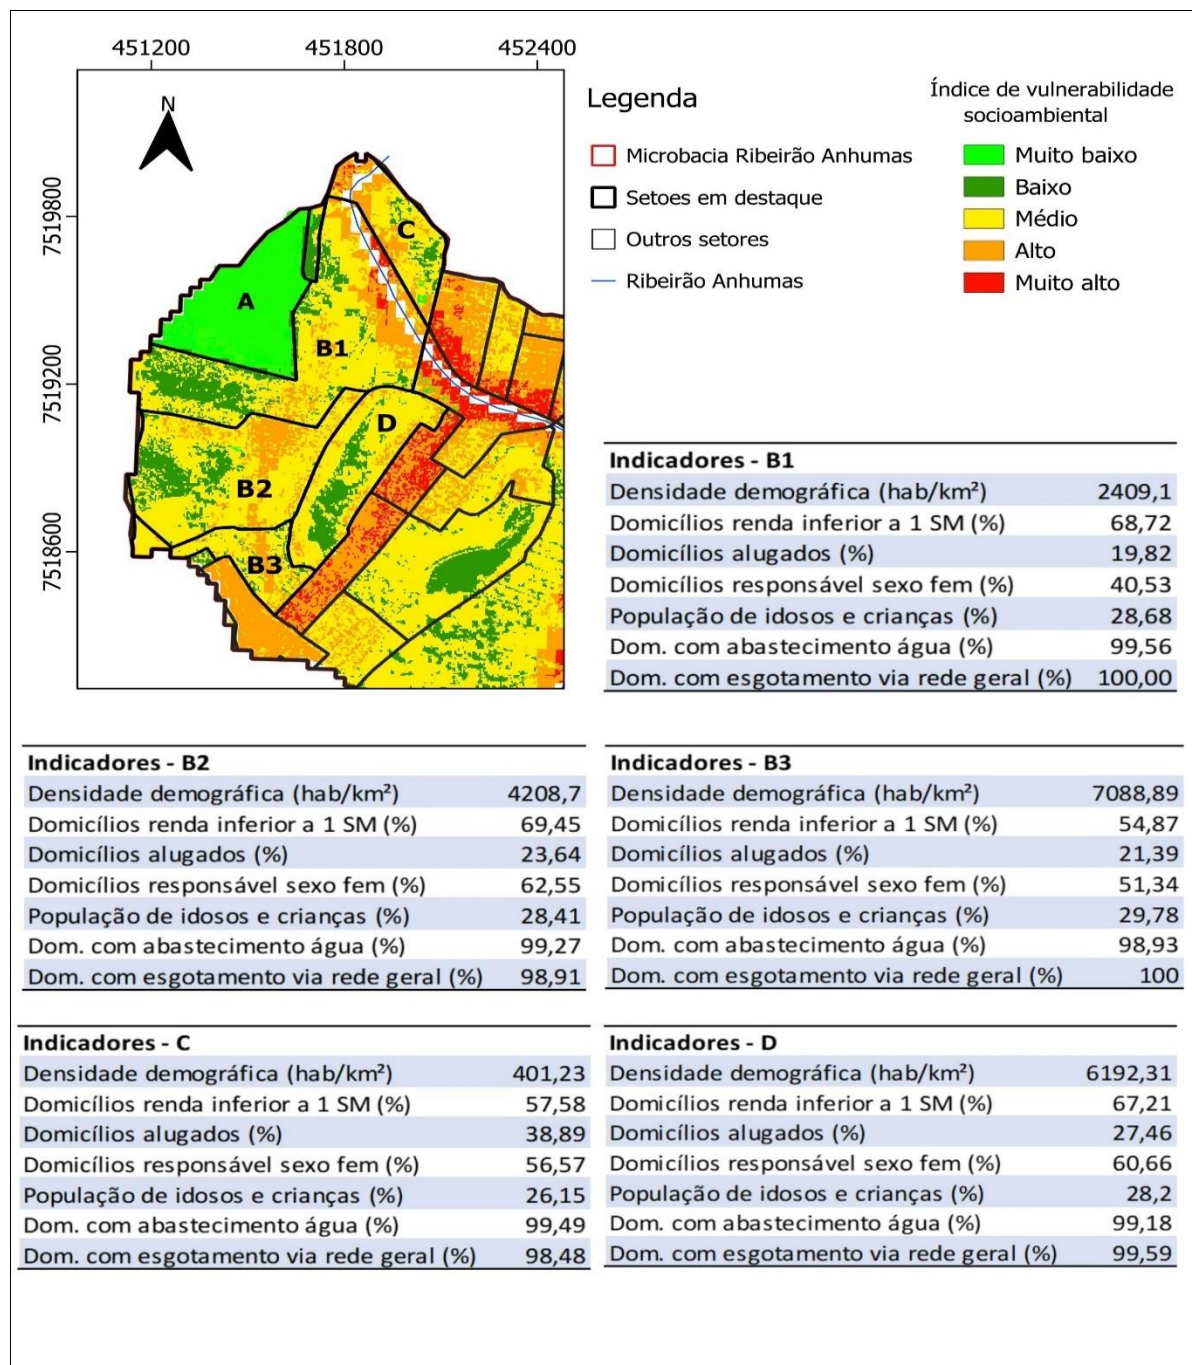 451200 451800 452400
N
7519800
7519200
7518600
A
B1
C
B2
D
B3
Legenda
Microbacia Ribeirão Anhumas
Setoes em destaque
Outros setores
Ribeirão Anhumas
Índice de vulnerabilidade
socioambiental
Muito baixo
Baixo
Médio
Alto
Muito alto
Indicadores - B1
Densidade demográfica (hab/km²) 2409,1
Domicílios renda inferior a 1 SM (%) 68,72
Domicílios alugados (%) 19,82
Domicílios responsável sexo fem (%) 40,53
População de idosos e crianças (%) 28,68
Dom. com abastecimento água (%) 99,56
Dom. com esgotamento via rede geral (%) 100,00
Indicadores - B2
Densidade demográfica (hab/km²) 4208,7
Domicílios renda inferior a 1 SM (%) 69,45
Domicílios alugados (%) 23,64
Domicílios responsável sexo fem (%) 62,55
População de idosos e crianças (%) 28,41
Dom. com abastecimento água (%) 99,27
Dom. com esgotamento via rede geral (%) 98,91
Indicadores - B3
Densidade demográfica (hab/km²) 7088,89
Domicílios renda inferior a 1 SM (%) 54,87
Domicílios alugados (%) 21,39
Domicílios responsável sexo fem (%) 51,34
População de idosos e crianças (%) 29,78
Dom. com abastecimento água (%) 98,93
Dom. com esgotamento via rede geral (%) 100
Indicadores - C
Densidade demográfica (hab/km²) 401,23
Domicílios renda inferior a 1 SM (%) 57,58
Domicílios alugados (%) 38,89
Domicílios responsável sexo fem (%) 56,57
População de idosos e crianças (%) 26,15
Dom. com abastecimento água (%) 99,49
Dom. com esgotamento via rede geral (%) 98,48
Indicadores - D
Densidade demográfica (hab/km²) 6192,31
Domicílios renda inferior a 1 SM (%) 67,21
Domicílios alugados (%) 27,46
Domicílios responsável sexo fem (%) 60,66
População de idosos e crianças (%) 28,2
Dom. com abastecimento água (%) 99,18
Dom. com esgotamento via rede geral (%) 99,59